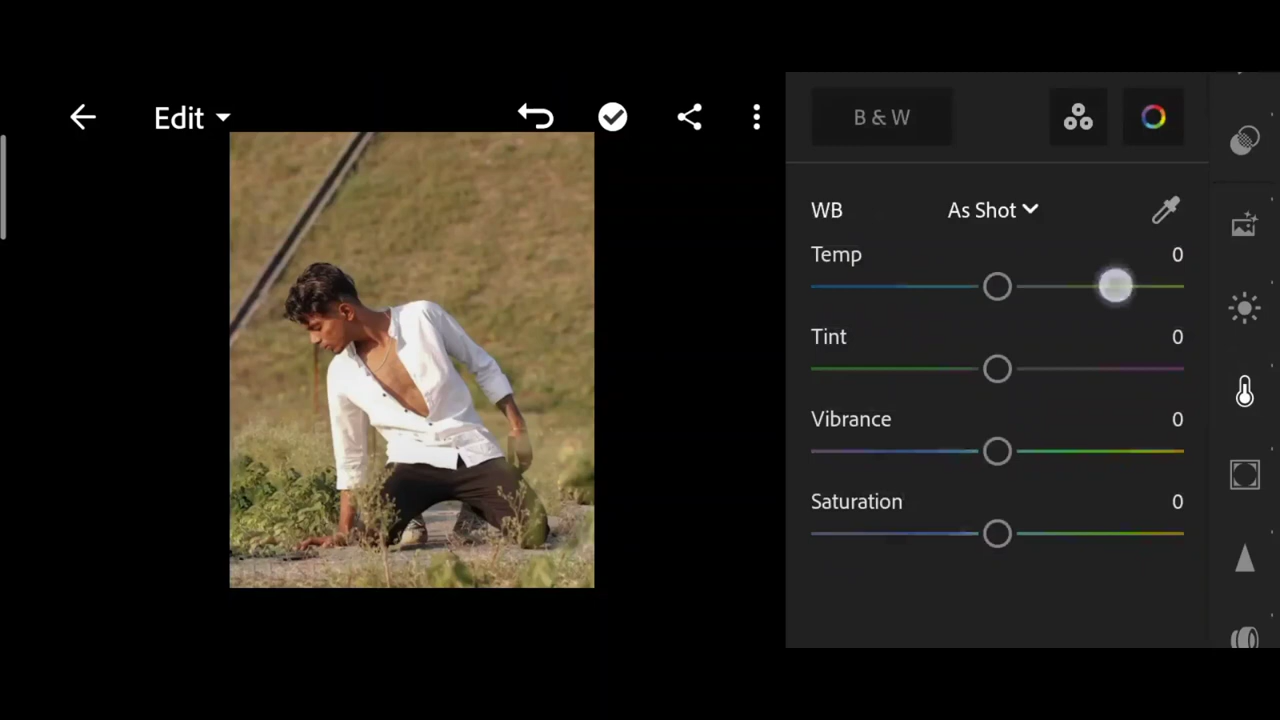 Edit
B & W
WB
As Shot
Temp
0
Tint
0
Vibrance
0
Saturation
0